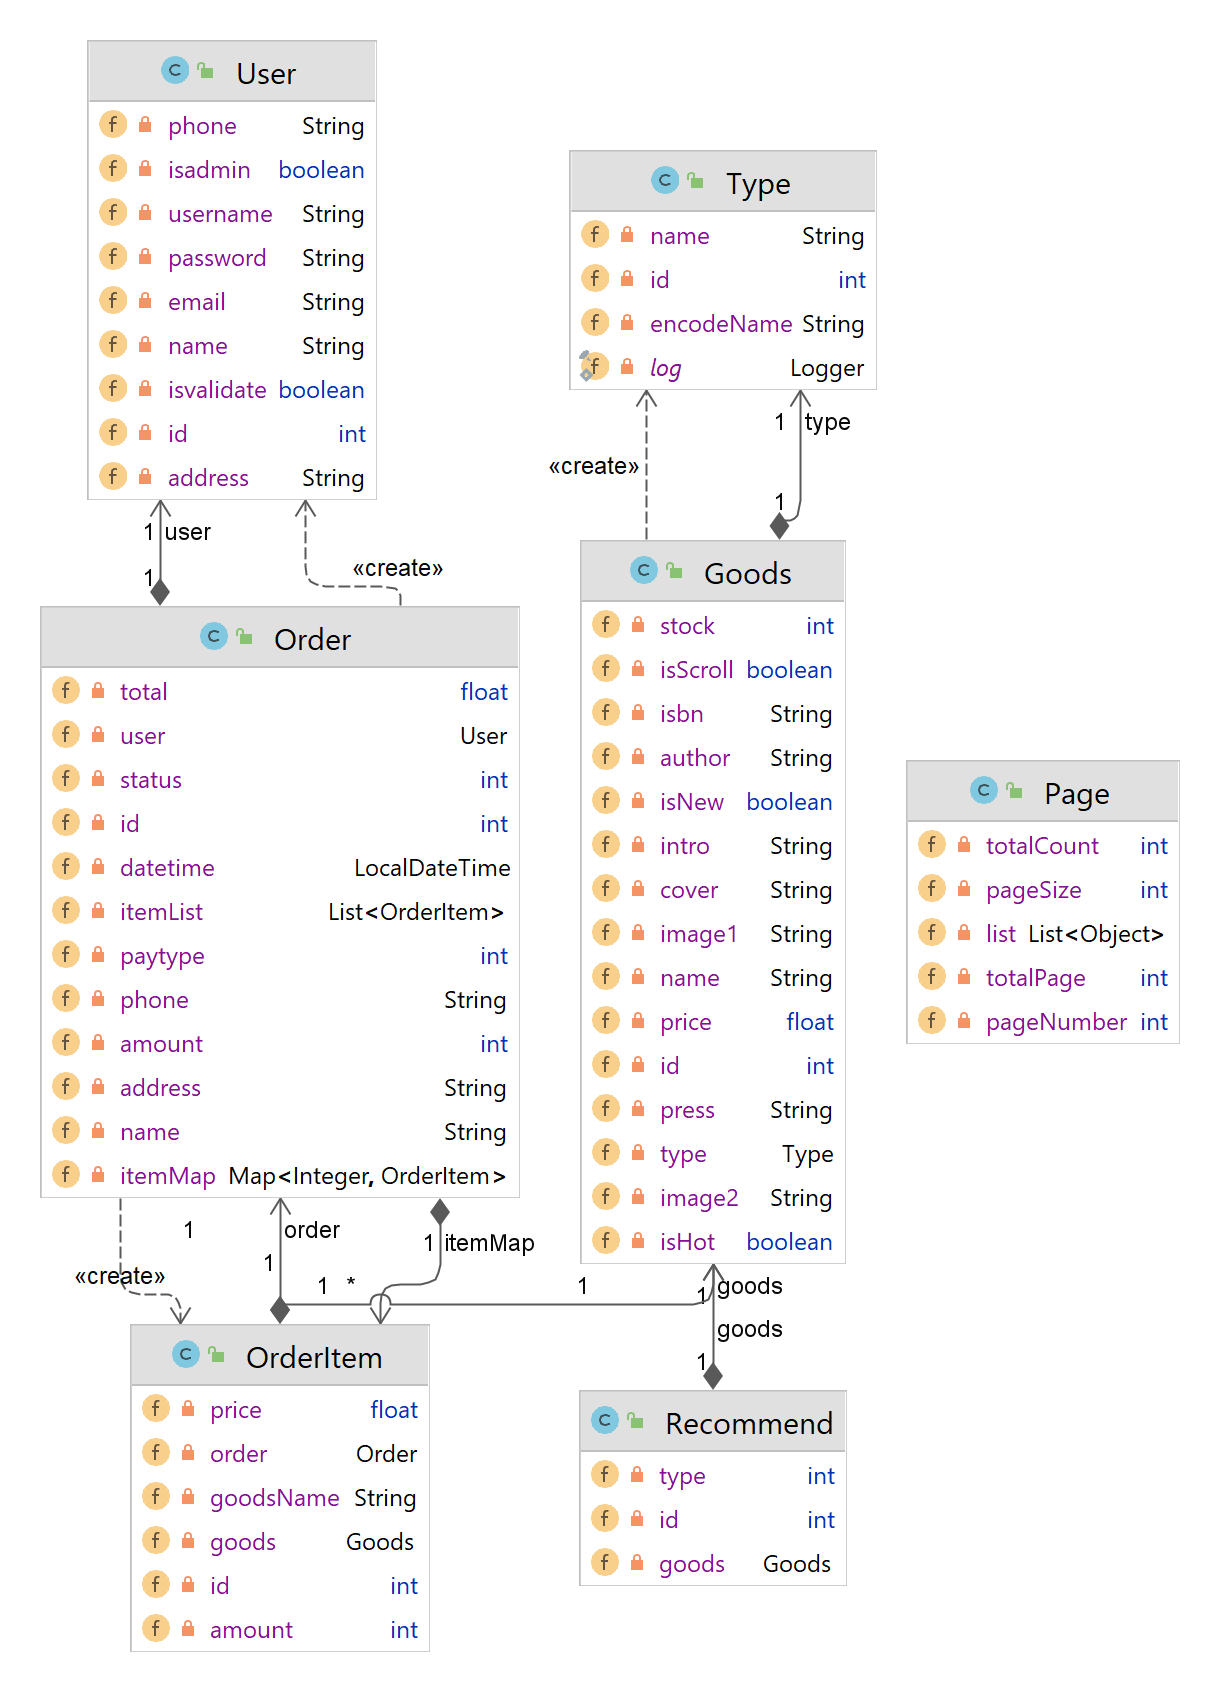 User
phone String
isadmin boolean
username String
password String
email String
name String
isvalidate boolean
id int
address String
Type
name String
id int
encodeName String
log Logger
1 user
1
«create»
«create»
1 type
1
Order
total float
user User
status int
id int
datetime LocalDateTime
itemList List<OrderItem>
paytype int
phone String
amount int
address String
name String
itemMap Map<Integer, OrderItem>
Goods
stock int
isScroll boolean
isbn String
author String
isNew boolean
intro String
cover String
image1 String
name String
price float
id int
press String
type Type
image2 String
isHot boolean
Page
totalCount int
pageSize int
list List<Object>
totalPage int
pageNumber int
1 order
1 itemMap
1
«create»
1 *
1
1 goods
goods
1
OrderItem
price float
order Order
goodsName String
goods Goods
id int
amount int
Recommend
type int
id int
goods Goods